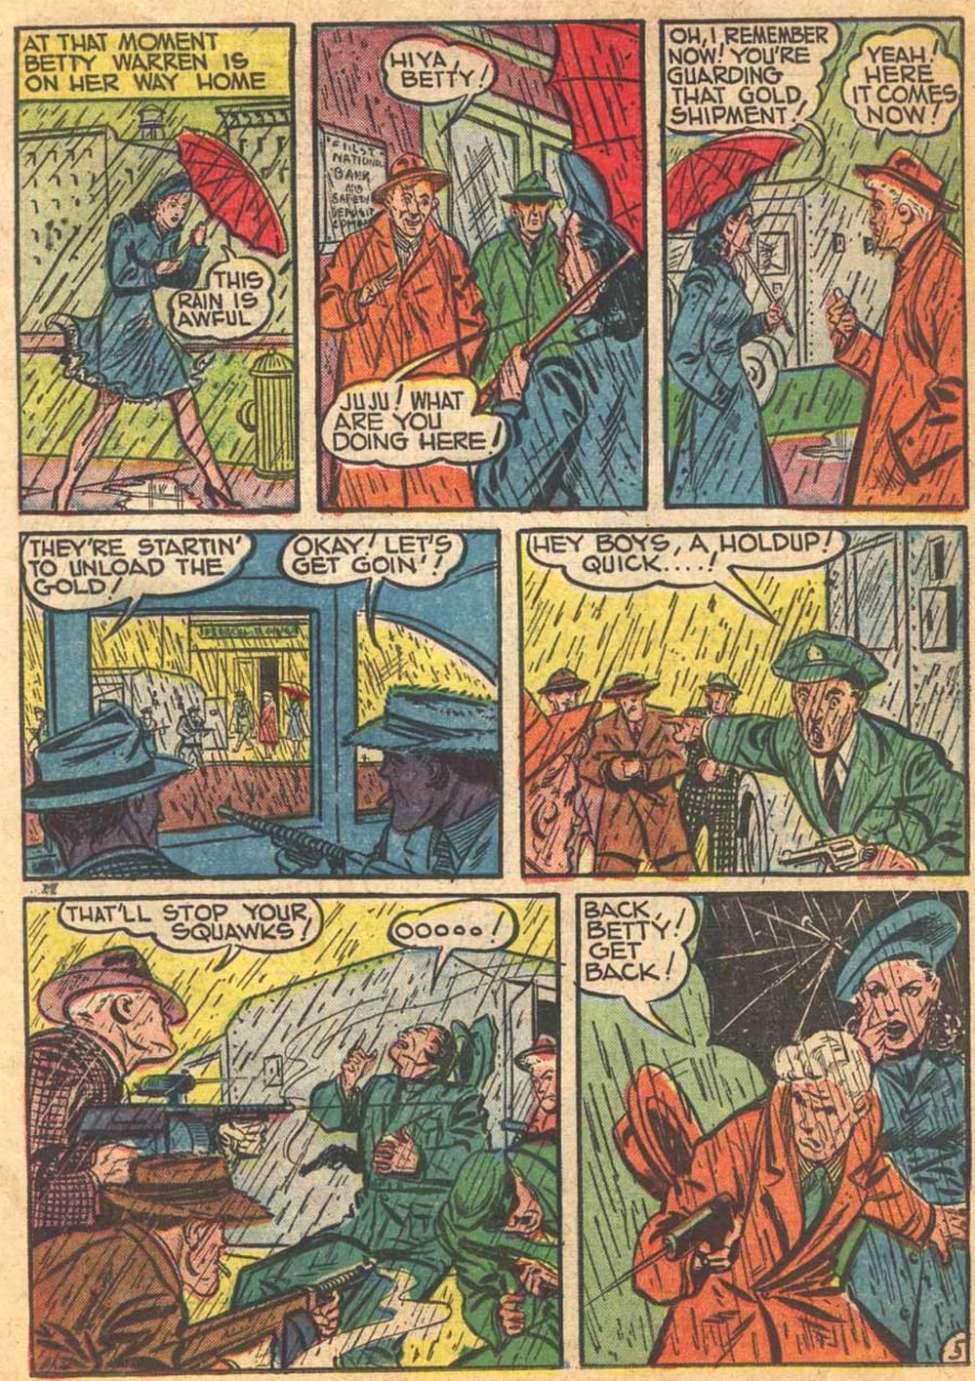 AT THAT MOMENT
BETTY WARREN IS
ON HER WAY HOME
THIS
RAIN IS
AWFUL
HIYA,
BETTY!
FIRST
NATIONAL
BANK
AND
SAFETY
DEPOSIT
JUJU! WHAT
ARE YOU
DOING HERE!
OH, I REMEMBER
NOW! YOU'RE
GUARDING
THAT GOLD
SHIPMENT!
YEAH!
HERE
IT COMES
NOW!
THEY'RE STARTIN'
TO UNLOAD THE
GOLD!
OKAY! LET'S
GET GOIN'!
HEY BOYS, A HOLDUP!
QUICK....!
THAT'LL STOP YOUR
SQUAWKS!
OOOOO!
BACK,
BETTY!
GET
BACK!
5